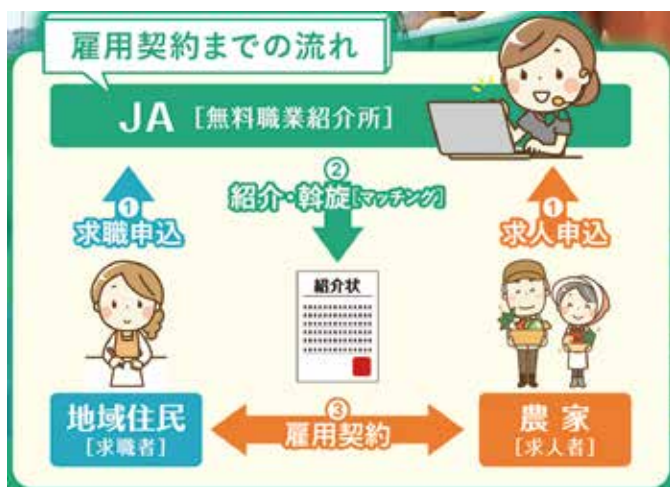 雇用契約までの流れ
JA [無料職業紹介所]
②
紹介・斡旋[マッチング]
①
求職申込
①
求人申込
紹介状
地域住民
[求職者]
③
雇用契約
農家
[求人者]